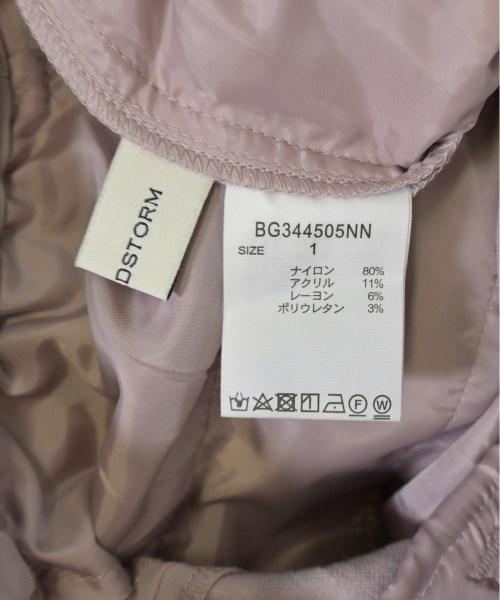 DSTORM
BG344505NN
SIZE 1
ナイロン 80%
アクリル 11%
レーヨン 6%
ポリウレタン 3%
F W